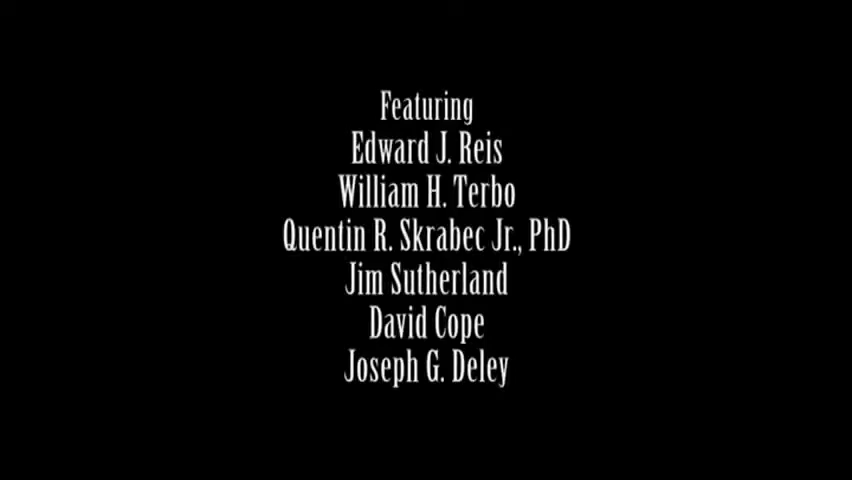 Featuring
Edward J. Reis
William H. Terbo
Quentin R. Skrabec Jr., PhD
Jim Sutherland
David Cope
Joseph G. Deley